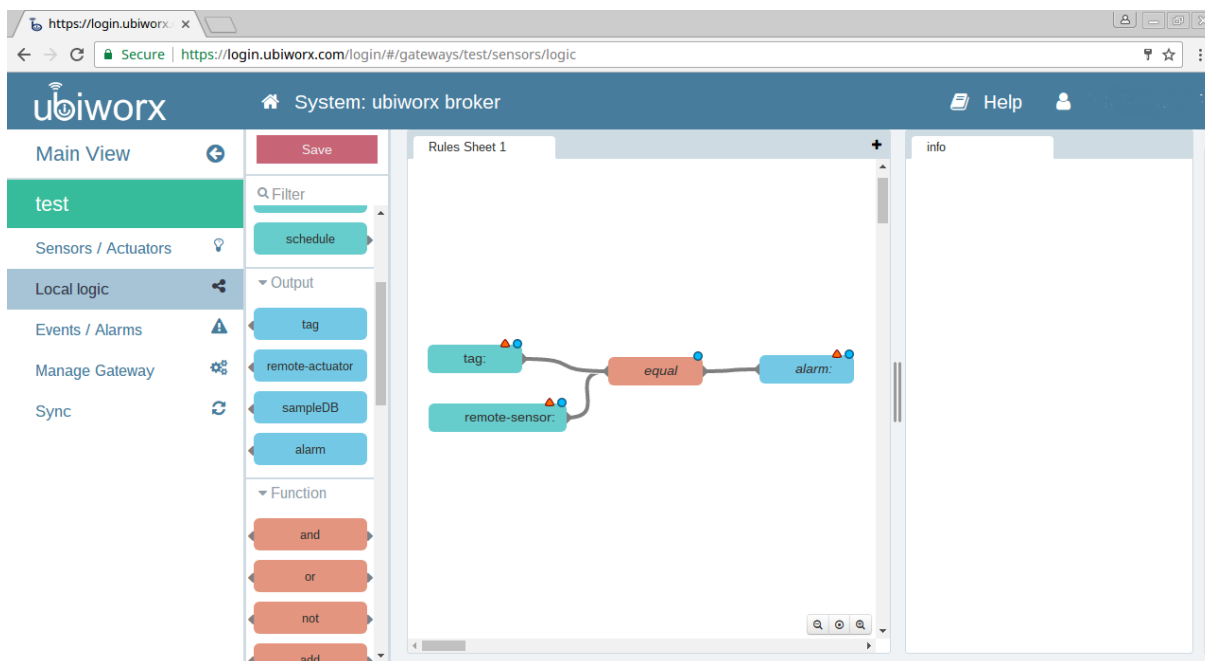 https://login.ubiworx.
Secure https://login.ubiworx.com/login/#/gateways/test/sensors/logic
ubiworx
System: ubiworx broker
Help
Main View
test
Sensors / Actuators
Local logic
Events / Alarms
Manage Gateway
Sync
Save
Filter
schedule
Output
tag
remote-actuator
sampleDB
alarm
Function
and
or
not
add
Rules Sheet 1
tag:
remote-sensor:
equal
alarm:
info